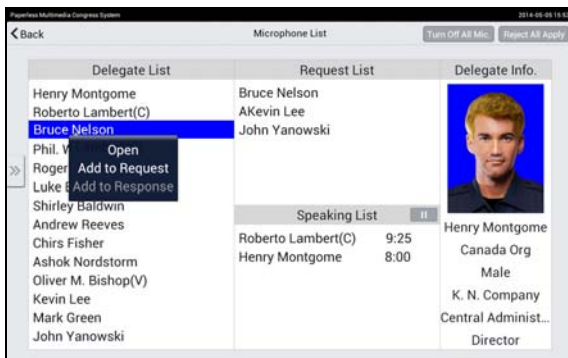 Paperless Multimedia Congress System 2014-05-05 15:52
Back Microphone List Turn Off All Mic. Reject All Apply
Delegate List
Henry Montgome
Roberto Lambert(C)
Bruce Nelson
Phil.
Roger
Luke
Shirley Baldwin
Andrew Reeves
Chirs Fisher
Ashok Nordstorm
Oliver M. Bishop(V)
Kevin Lee
Mark Green
John Yanowski
Open
Add to Request
Add to Response
Request List
Bruce Nelson
AKevin Lee
John Yanowski
Speaking List
Roberto Lambert(C) 9:25
Henry Montgome 8:00
Delegate Info.
Henry Montgome
Canada Org
Male
K. N. Company
Central Administ...
Director